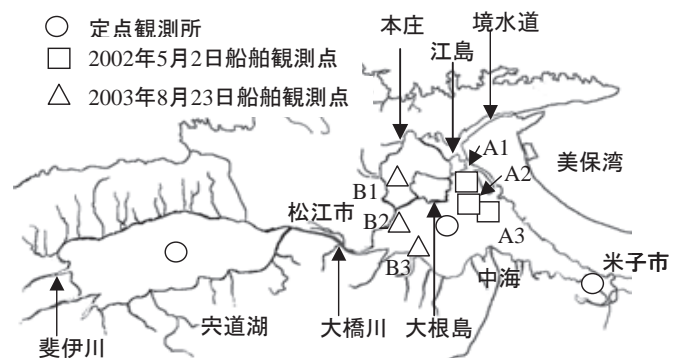 定点観測所
2002年5月2日船舶観測点
2003年8月23日船舶観測点
本庄
境水道
江島
A1
A2
美保湾
B1
松江市
B2
A3
B3
米子市
中海
宍道湖
斐伊川
大橋川
大根島